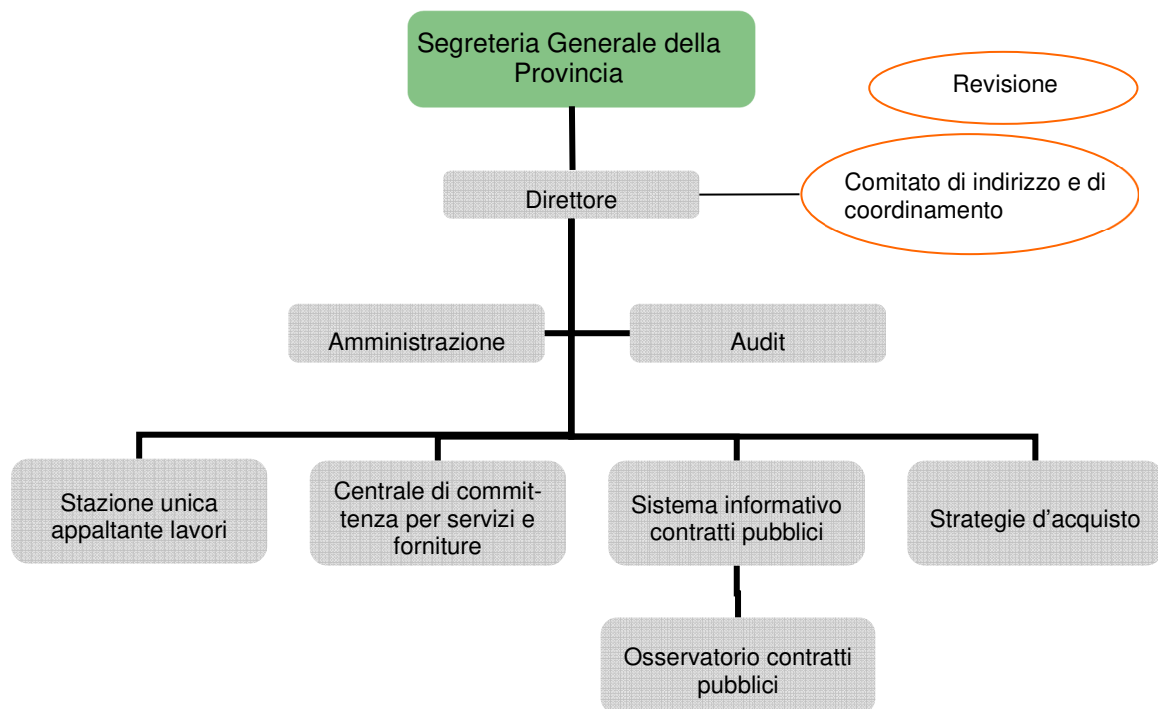 Segreteria Generale della
Provincia
Revisione
Comitato di indirizzo e di
coordinamento
Direttore
Amministrazione
Audit
Stazione unica
appaltante lavori
Centrale di commit-
tenza per servizi e
forniture
Sistema informativo
contratti pubblici
Strategie d'acquisto
Osservatorio contratti
pubblici